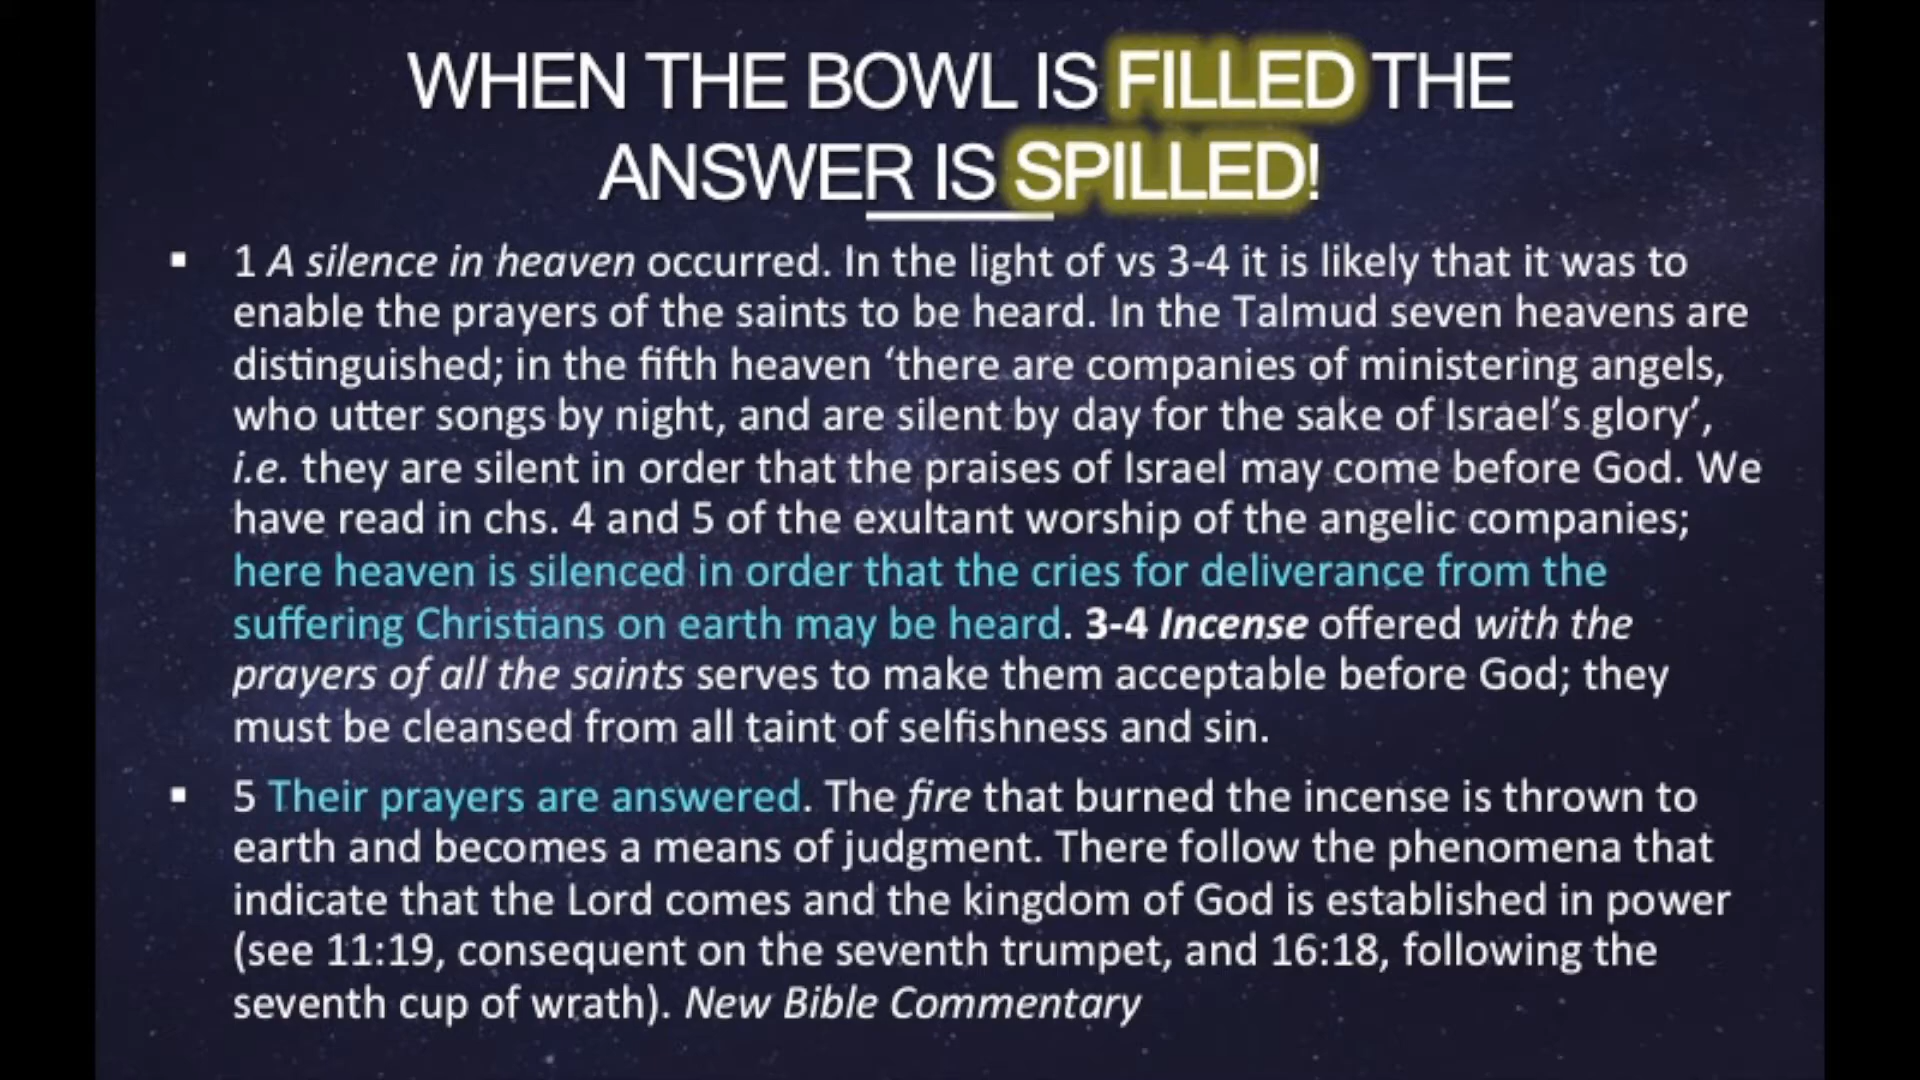 WHEN THE BOWL IS FILLED THE
ANSWER IS SPILLED!
▪ 1 A silence in heaven occurred. In the light of vs 3-4 it is likely that it was to
enable the prayers of the saints to be heard. In the Talmud seven heavens are
distinguished; in the fifth heaven ‘there are companies of ministering angels,
who utter songs by night, and are silent by day for the sake of Israel’s glory’,
i.e. they are silent in order that the praises of Israel may come before God. We
have read in chs. 4 and 5 of the exultant worship of the angelic companies;
here heaven is silenced in order that the cries for deliverance from the
suffering Christians on earth may be heard. 3-4 Incense offered with the
prayers of all the saints serves to make them acceptable before God; they
must be cleansed from all taint of selfishness and sin.
▪ 5 Their prayers are answered. The fire that burned the incense is thrown to
earth and becomes a means of judgment. There follow the phenomena that
indicate that the Lord comes and the kingdom of God is established in power
(see 11:19, consequent on the seventh trumpet, and 16:18, following the
seventh cup of wrath). New Bible Commentary